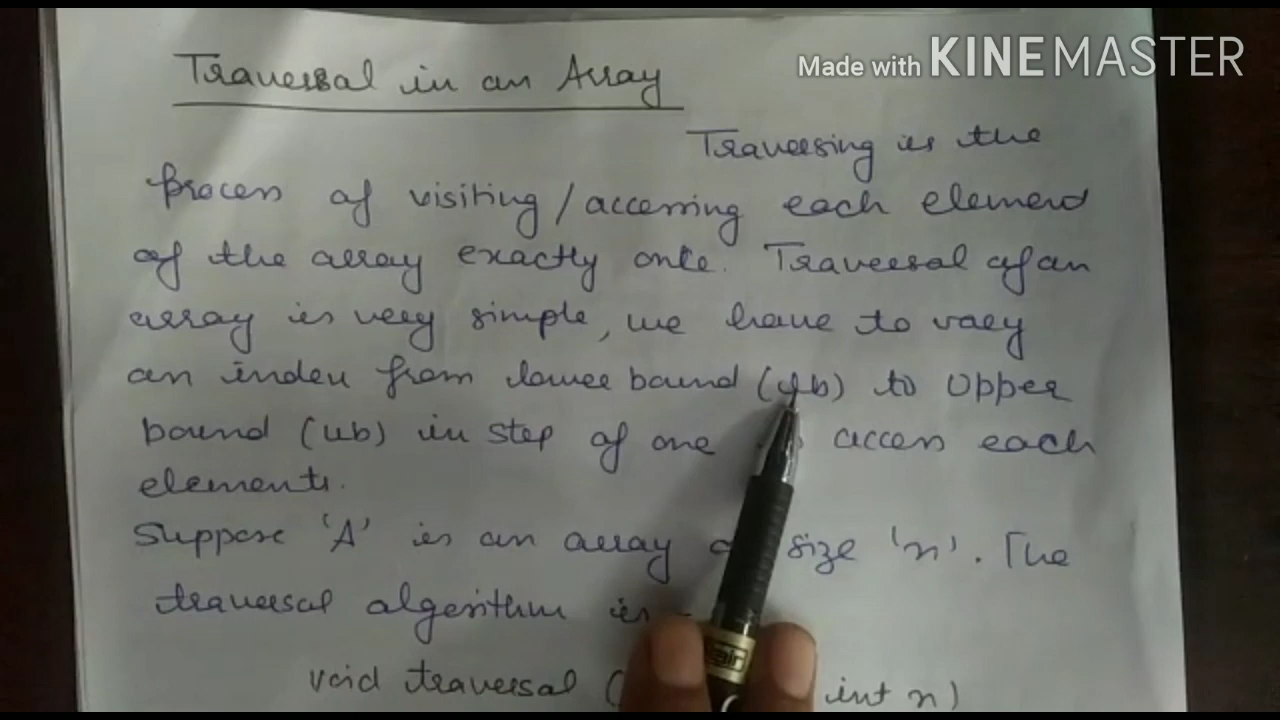 Traversal in an Array
Made with KINEMASTER
Traversing is the
process of visiting / accessing each element
of the array exactly once. Traversal of an
array is very simple, we have to vary
an index from lower bound (lb) to Upper
bound (ub) in step of one access each
elements.
Suppose 'A' is an array size 'n'. The
traversal algorithm is -
void traversal ( int n)